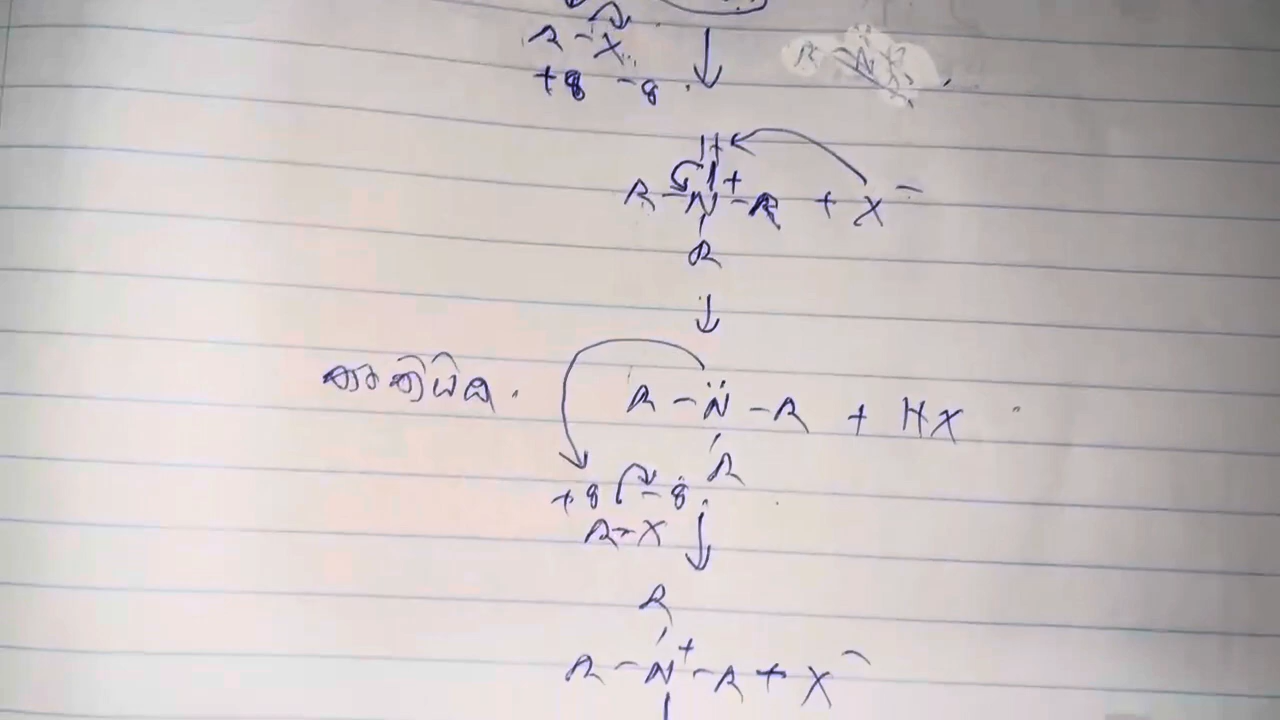 R - X
+δ -δ
H
R - N⁺ - R + X⁻
R
තෘතියික. R - N̈ - R + HX
R
+δ -δ
R - X
R
R - N⁺ - R + X⁻